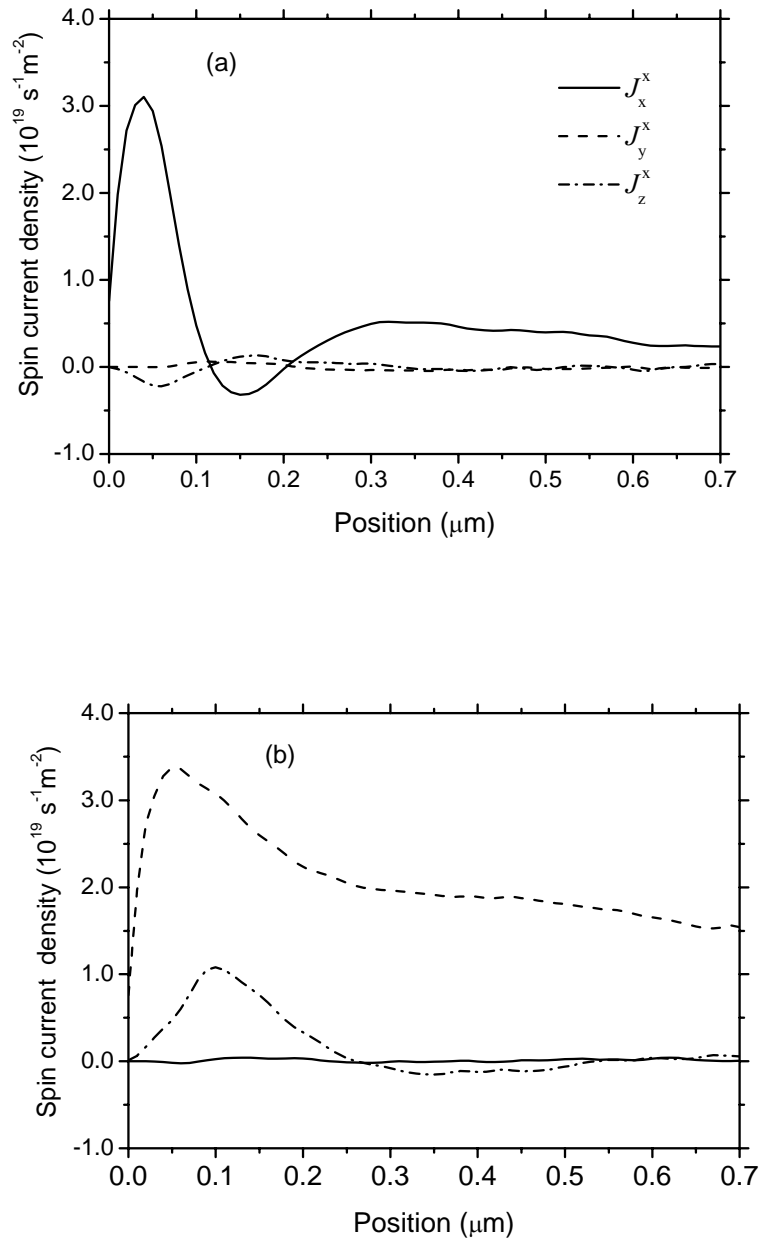 4.0
(a)
J_x^x
J_y^x
J_z^x
3.0
2.0
1.0
0.0
-1.0
Spin current density (10^19 s^-1m^-2)
0.0 0.1 0.2 0.3 0.4 0.5 0.6 0.7
Position (μm)
4.0
(b)
3.0
2.0
1.0
0.0
-1.0
Spin current density (10^19 s^-1m^-2)
0.0 0.1 0.2 0.3 0.4 0.5 0.6 0.7
Position (μm)